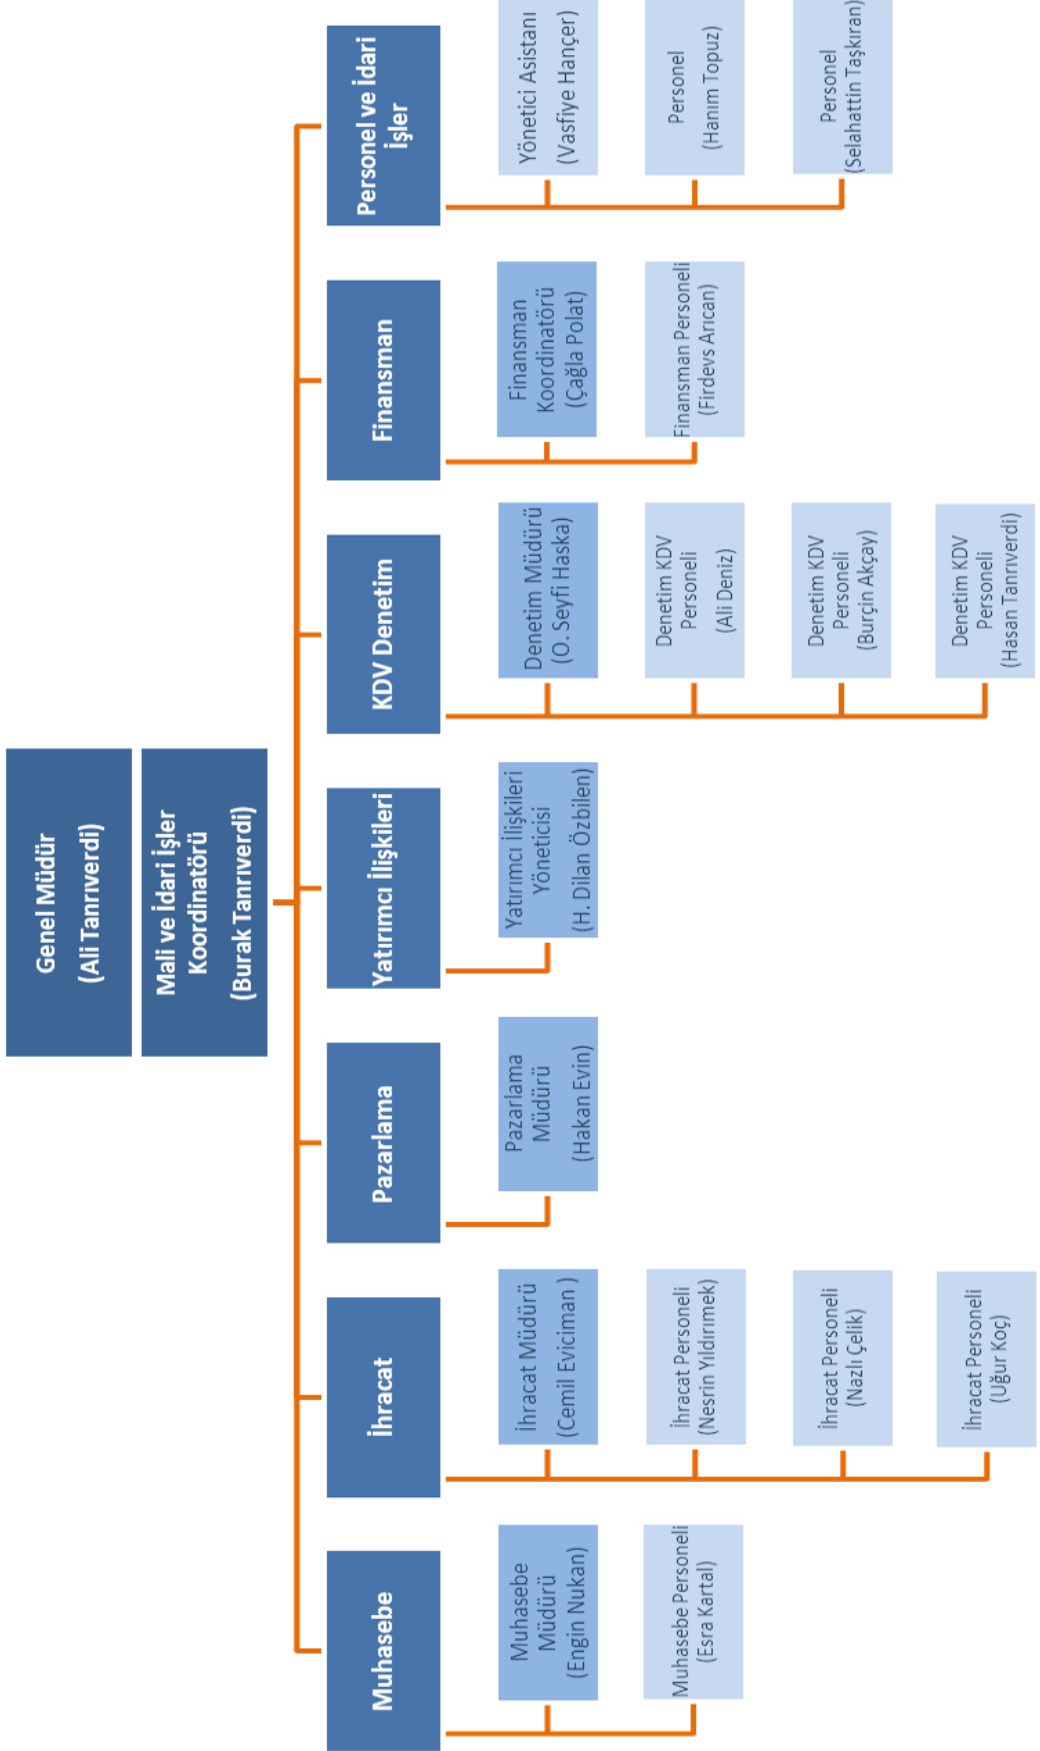 Genel Müdür
(Ali Tanrıverdi)
Mali ve İdari İşler
Koordinatörü
(Burak Tanrıverdi)
Muhasebe
Muhasebe
Müdürü
(Engin Nukan)
Muhasebe Personeli
(Esra Kartal)
İhracat
İhracat Müdürü
(Cemil Eviciman )
İhracat Personeli
(Nesrin Yıldırımek)
İhracat Personeli
(Nazlı Çelik)
İhracat Personeli
(Uğur Koç)
Pazarlama
Pazarlama
Müdürü
(Hakan Evin)
Yatırımcı İlişkileri
Yatırımcı İlişkileri
Yöneticisi
(H. Dilan Özbilen)
KDV Denetim
Denetim Müdürü
(O. Seyfi Haska)
Denetim KDV
Personeli
(Ali Deniz)
Denetim KDV
Personeli
(Burçin Akçay)
Denetim KDV
Personeli
(Hasan Tanrıverdi)
Finansman
Finansman
Koordinatörü
(Çağla Polat)
Finansman Personeli
(Firdevs Arıcan)
Personel ve İdari
İşler
Yönetici Asistanı
(Vasfiye Hançer)
Personel
(Hanım Topuz)
Personel
(Selahattin Taşkıran)